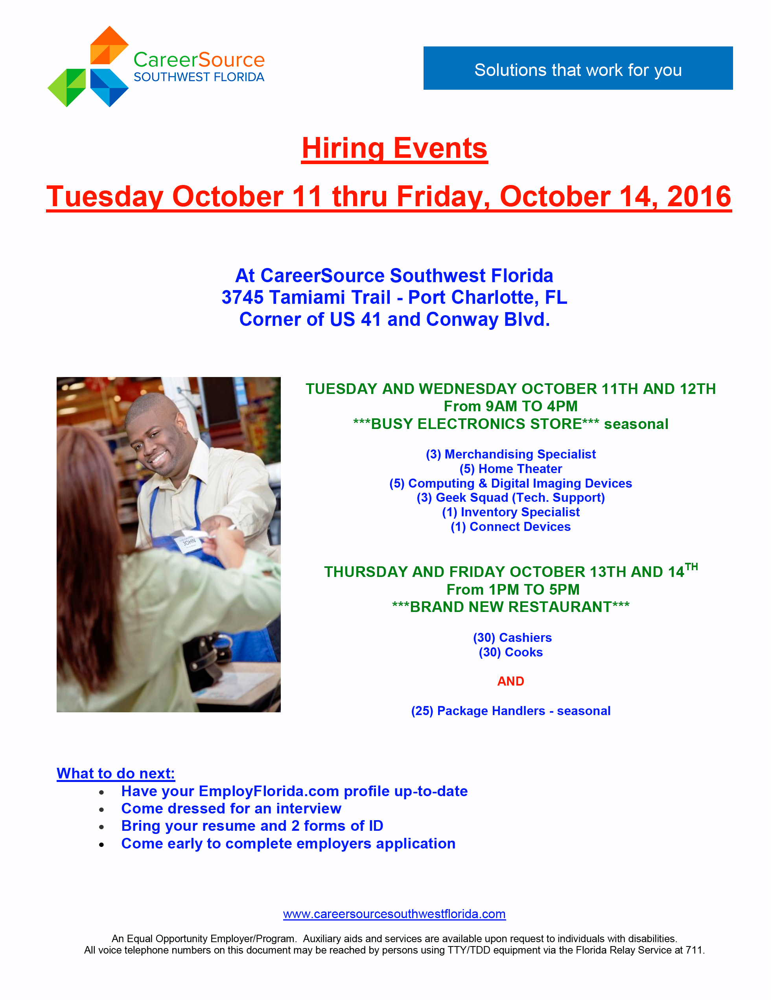 CareerSource
SOUTHWEST FLORIDA
Solutions that work for you
Hiring Events
Tuesday October 11 thru Friday, October 14, 2016
At CareerSource Southwest Florida
3745 Tamiami Trail - Port Charlotte, FL
Corner of US 41 and Conway Blvd.
JOHN
TUESDAY AND WEDNESDAY OCTOBER 11TH AND 12TH
From 9AM TO 4PM
***BUSY ELECTRONICS STORE*** seasonal
(3) Merchandising Specialist
(5) Home Theater
(5) Computing & Digital Imaging Devices
(3) Geek Squad (Tech. Support)
(1) Inventory Specialist
(1) Connect Devices
THURSDAY AND FRIDAY OCTOBER 13TH AND 14TH
From 1PM TO 5PM
***BRAND NEW RESTAURANT***
(30) Cashiers
(30) Cooks
AND
(25) Package Handlers - seasonal
What to do next:
• Have your EmployFlorida.com profile up-to-date
• Come dressed for an interview
• Bring your resume and 2 forms of ID
• Come early to complete employers application
www.careersourcesouthwestflorida.com
An Equal Opportunity Employer/Program. Auxiliary aids and services are available upon request to individuals with disabilities.
All voice telephone numbers on this document may be reached by persons using TTY/TDD equipment via the Florida Relay Service at 711.